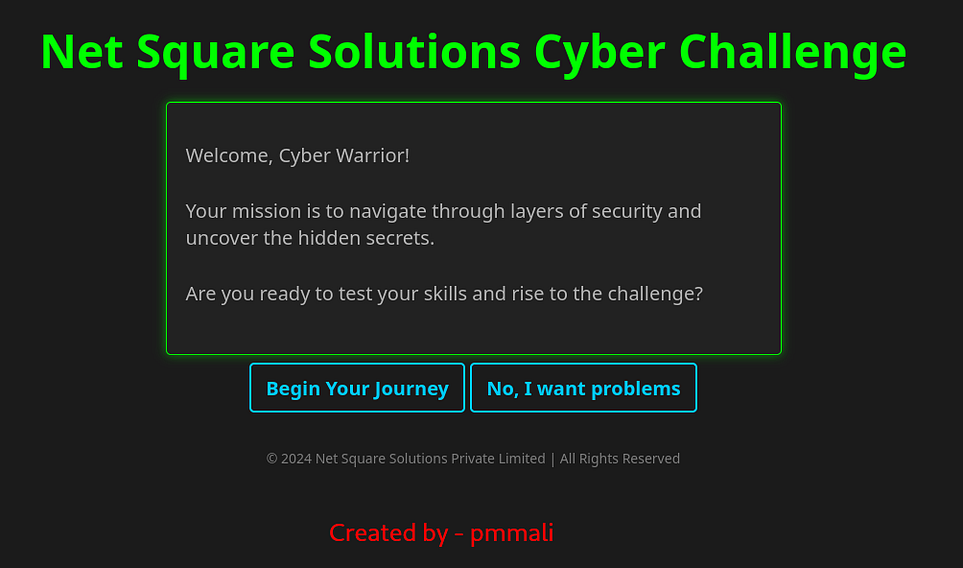 Net Square Solutions Cyber Challenge
Welcome, Cyber Warrior!
Your mission is to navigate through layers of security and
uncover the hidden secrets.
Are you ready to test your skills and rise to the challenge?
Begin Your Journey
No, I want problems
© 2024 Net Square Solutions Private Limited | All Rights Reserved
Created by - pmmali